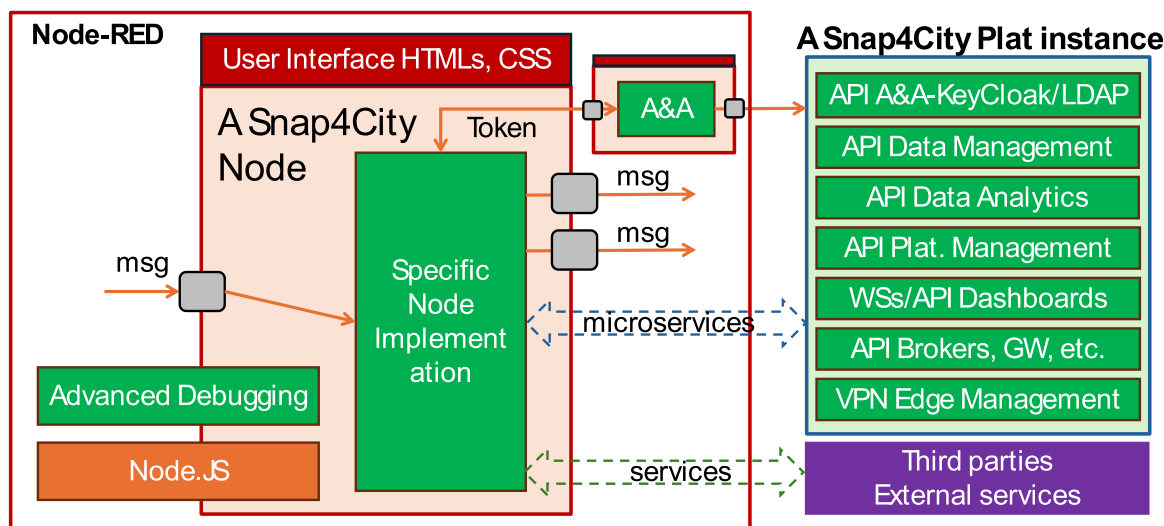 Node-RED
User Interface HTMLs, CSS
A Snap4City
Node
Token
A&A
msg
msg
msg
Specific
Node
Implement
ation
microservices
services
Advanced Debugging
Node.JS
A Snap4City Plat instance
API A&A-KeyCloak/LDAP
API Data Management
API Data Analytics
API Plat. Management
WSs/API Dashboards
API Brokers, GW, etc.
VPN Edge Management
Third parties
External services